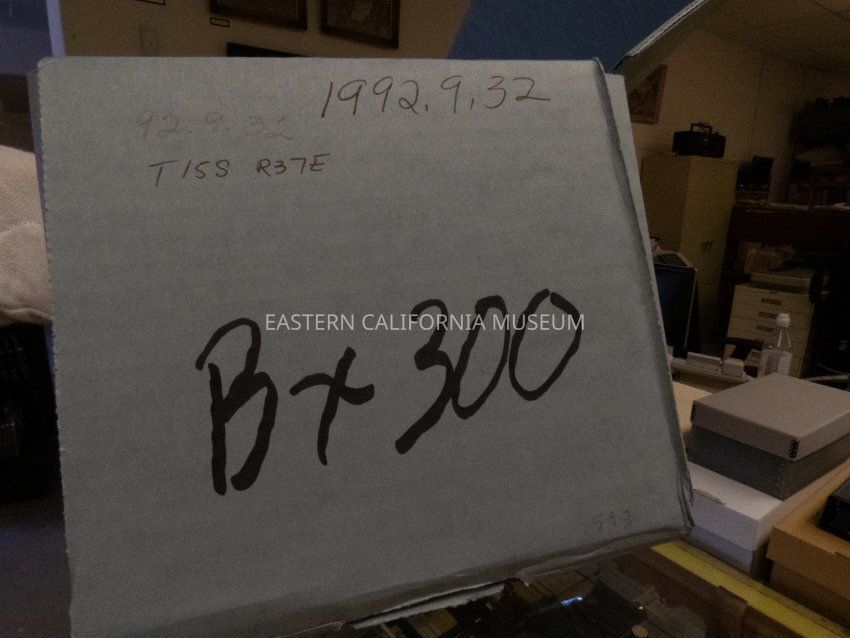 1992.9.32
92.9.32
T15S R37E
EASTERN CALIFORNIA MUSEUM
Bx 300